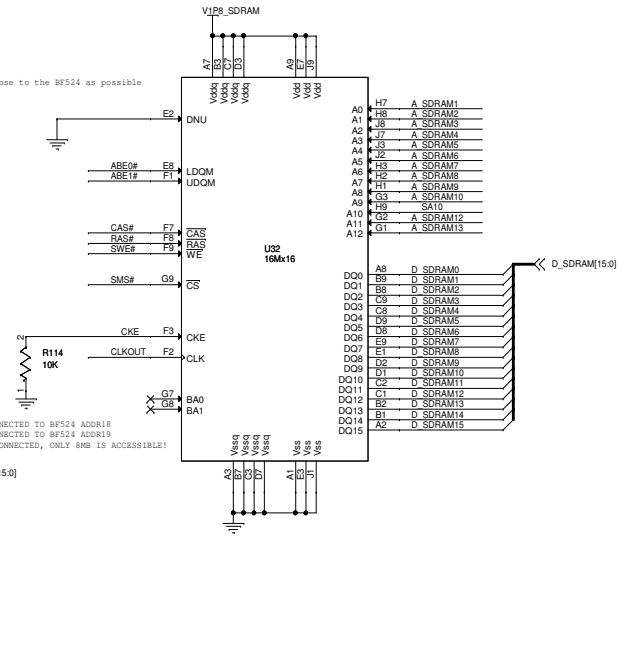 V1P8_SDRAM
A7 B3 C7 D3 A9 E7 J9
ose to the BF524 as possible
Vddq Vddq Vddq Vddq Vdd Vdd Vdd
E2 DNU
ABE0# E8 LDQM
ABE1# F1 UDQM
CAS# F7 CAS
RAS# F8 RAS
SWE# F9 WE
SMS# G9 CS
CKE F3 CKE
CLKOUT F2 CLK
G7 BA0
G8 BA1
2
R114
10K
1
U32
16Mx16
A0 H7 A_SDRAM1
A1 H8 A_SDRAM2
A2 J8 A_SDRAM3
A3 J7 A_SDRAM4
A4 J3 A_SDRAM5
A5 J2 A_SDRAM6
A6 H3 A_SDRAM7
A7 H2 A_SDRAM8
A8 H1 A_SDRAM9
A9 G3 A_SDRAM10
A10 H9 SA10
A11 G2 A_SDRAM12
A12 G1 A_SDRAM13
D_SDRAM[15:0]
DQ0 A8 D_SDRAM0
DQ1 B9 D_SDRAM1
DQ2 B8 D_SDRAM2
DQ3 C9 D_SDRAM3
DQ4 C8 D_SDRAM4
DQ5 D9 D_SDRAM5
DQ6 D8 D_SDRAM6
DQ7 E9 D_SDRAM7
DQ8 E1 D_SDRAM8
DQ9 D2 D_SDRAM9
DQ10 D1 D_SDRAM10
DQ11 C2 D_SDRAM11
DQ12 C1 D_SDRAM12
DQ13 B2 D_SDRAM13
DQ14 B1 D_SDRAM14
DQ15 A2 D_SDRAM15
NECTED TO BF524 ADDR18
NECTED TO BF524 ADDR19
ONNECTED, ONLY 8MB IS ACCESSIBLE!
5:0]
Vssq Vssq Vssq Vssq Vss Vss Vss
A3 B7 C3 D7 A1 E3 J1